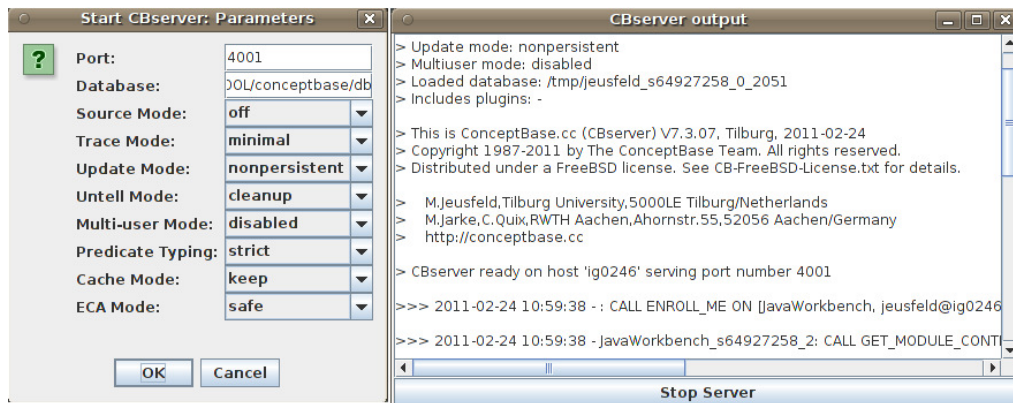 Start CBserver: Parameters
Port: 4001
Database: OOL/conceptbase/db
Source Mode: off
Trace Mode: minimal
Update Mode: nonpersistent
Untell Mode: cleanup
Multi-user Mode: disabled
Predicate Typing: strict
Cache Mode: keep
ECA Mode: safe
OK Cancel
CBserver output
> Update mode: nonpersistent
> Multiuser mode: disabled
> Loaded database: /tmp/jeusfeld_s64927258_0_2051
> Includes plugins: -
> This is ConceptBase.cc (CBserver) V7.3.07, Tilburg, 2011-02-24
> Copyright 1987-2011 by The ConceptBase Team. All rights reserved.
> Distributed under a FreeBSD license. See CB-FreeBSD-License.txt for details.
> M.Jeusfeld,Tilburg University,5000LE Tilburg/Netherlands
> M.Jarke,C.Quix,RWTH Aachen,Ahornstr.55,52056 Aachen/Germany
> http://conceptbase.cc
> CBserver ready on host 'ig0246' serving port number 4001
>>> 2011-02-24 10:59:38 - : CALL ENROLL_ME ON [JavaWorkbench, jeusfeld@ig0246
>>> 2011-02-24 10:59:38 - JavaWorkbench_s64927258_2: CALL GET_MODULE_CONT
Stop Server